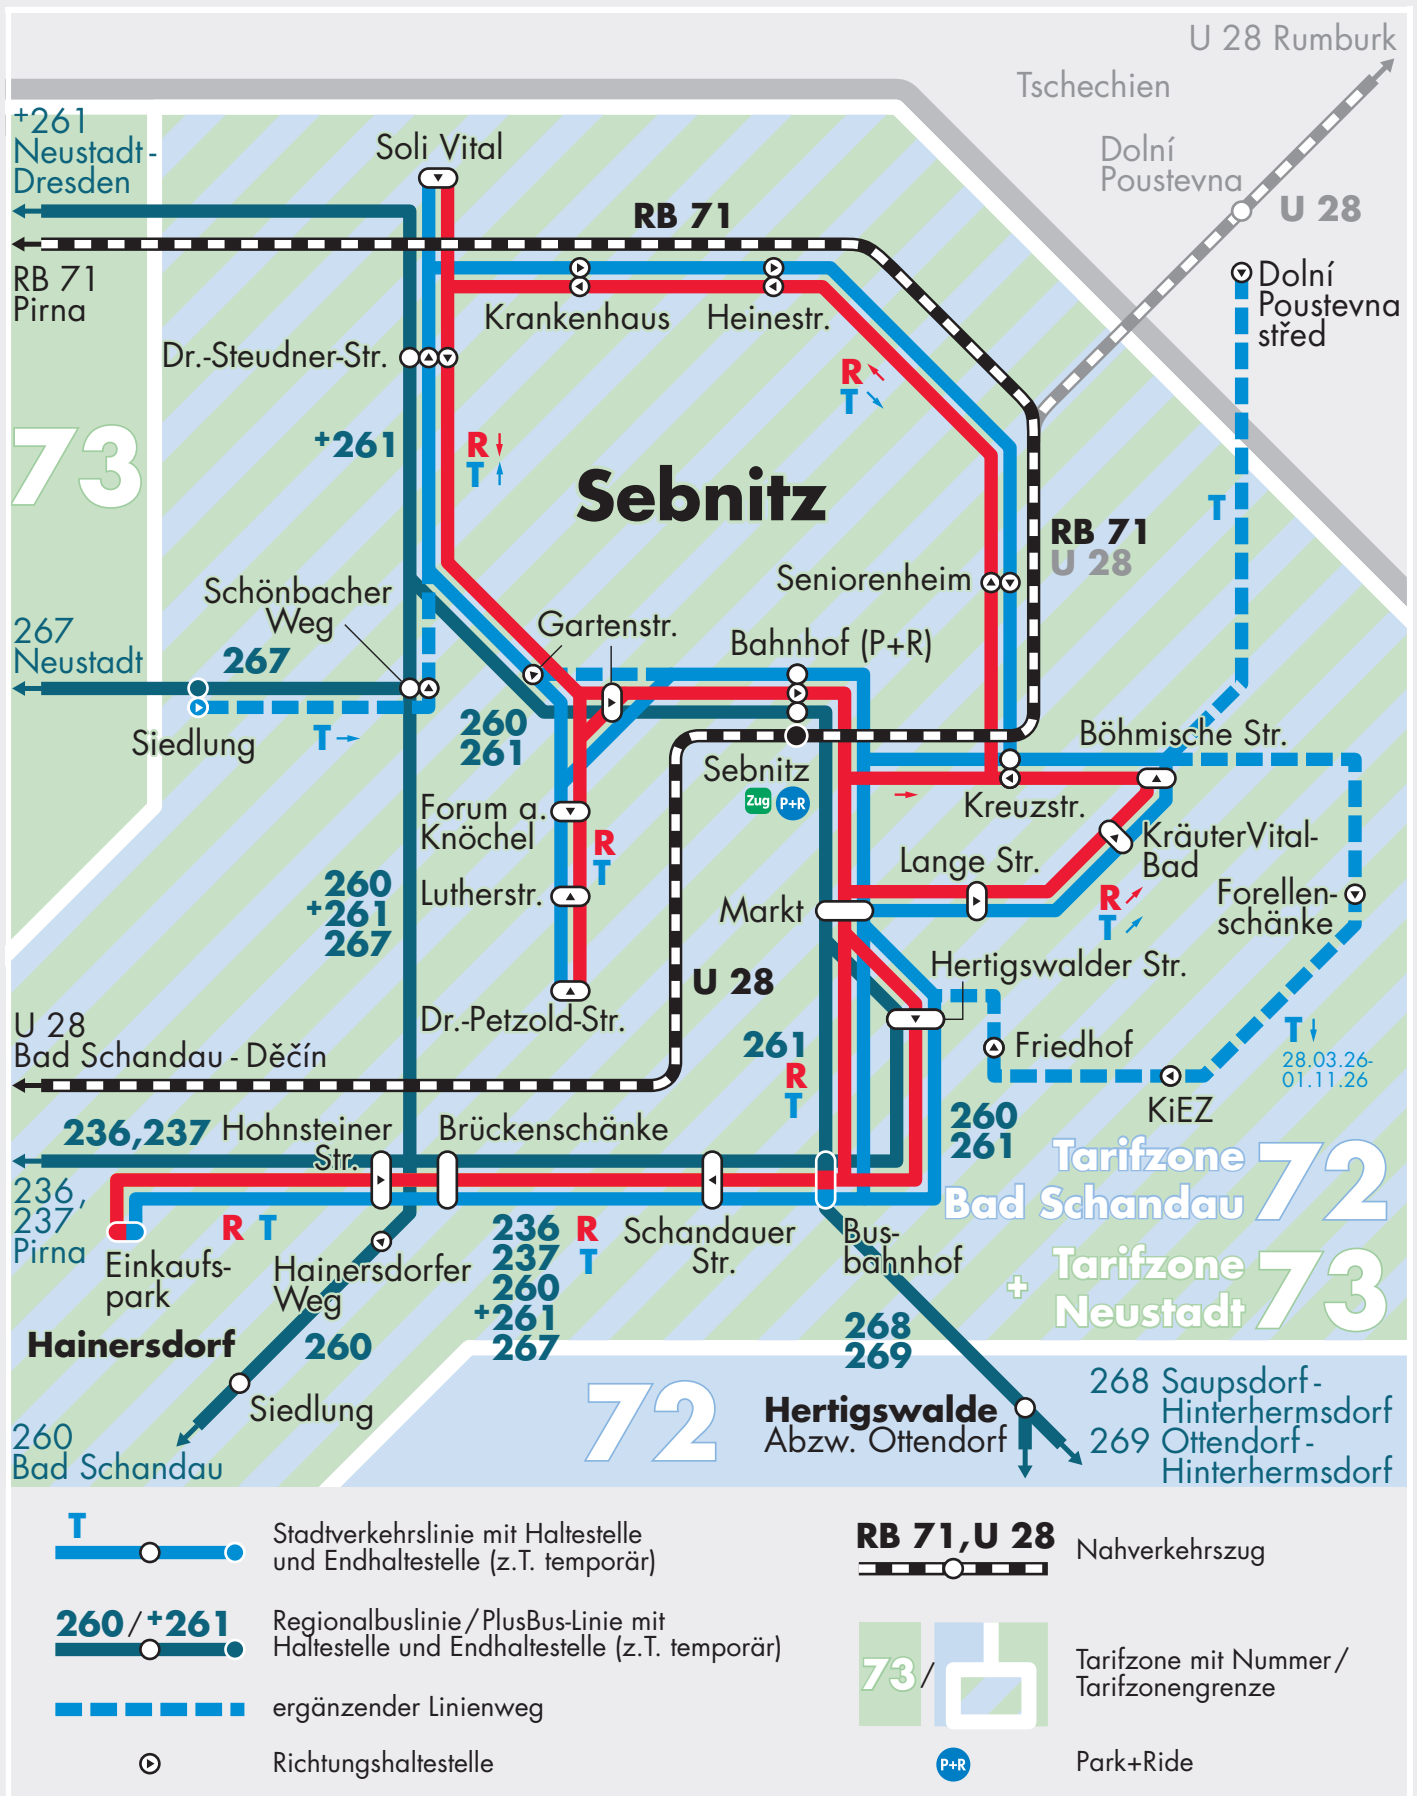 U 28 Rumburk
Tschechien
Dolní
Poustevna
U 28
+261
Neustadt-
Dresden
Soli Vital
RB 71
RB 71
Pirna
Krankenhaus
Heinestr.
Dolní
Poustevna
střed
Dr.-Steudner-Str.
R
T
73
+261
R
T
Sebnitz
T
RB 71
U 28
Seniorenheim
Schönbacher
Weg
Gartenstr.
Bahnhof (P+R)
267
Neustadt
267
Siedlung
T
260
261
Böhmische Str.
Sebnitz
Zug
P+R
Kreuzstr.
Forum a.
Knöchel
R
T
KräuterVital-
Bad
Lange Str.
Lutherstr.
260
+261
267
Markt
R
T
Forellen-
schänke
Hertigswalder Str.
U 28
Dr.-Petzold-Str.
U 28
Bad Schandau - Děčín
261
R
T
Friedhof
T
28.03.26-
01.11.26
KiEZ
260
261
236,237
Hohnsteiner
Str.
Brückenschänke
Tarifzone
Bad Schandau
72
236,
237
Pirna
R T
Einkaufs-
park
Hainersdorfer
Weg
236
237
260
+261
267
R
T
Schandauer
Str.
Bus-
bahnhof
+
Tarifzone
Neustadt
73
Hainersdorf
260
268
269
Siedlung
260
Bad Schandau
72
Hertigswalde
Abzw. Ottendorf
268 Saupsdorf-
Hinterhermsdorf
269 Ottendorf-
Hinterhermsdorf
T
Stadtverkehrslinie mit Haltestelle
und Endhaltestelle (z.T. temporär)
260/+261
Regionalbuslinie/PlusBus-Linie mit
Haltestelle und Endhaltestelle (z.T. temporär)
ergänzender Linienweg
Richtungshaltestelle
RB 71,U 28
Nahverkehrszug
73/
Tarifzone mit Nummer/
Tarifzonengrenze
P+R
Park+Ride